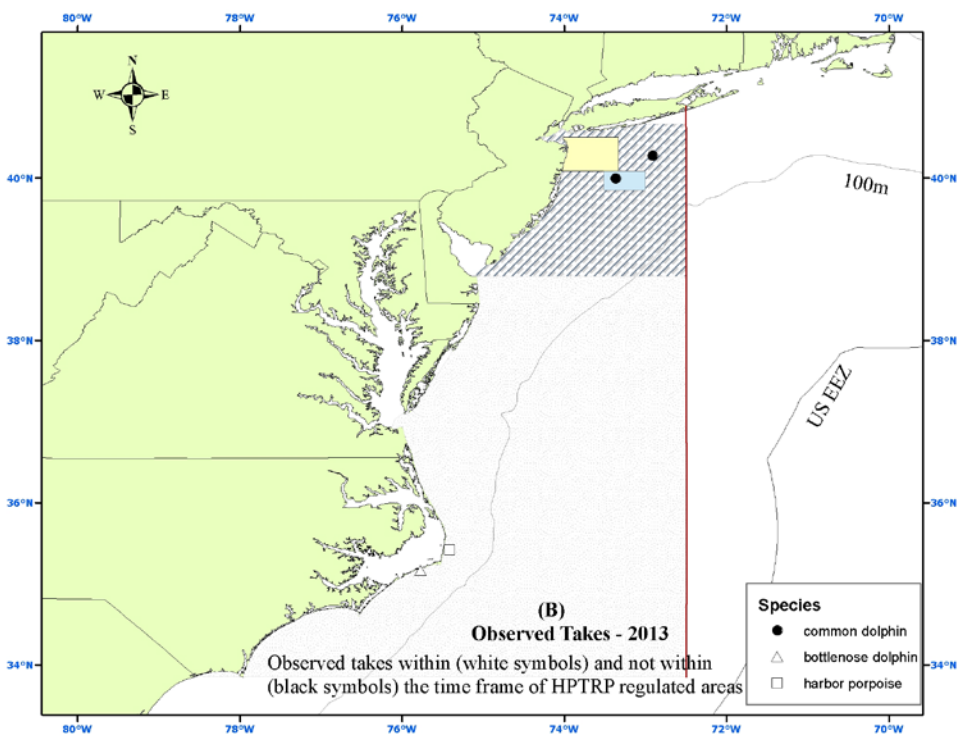 80°W 78°W 76°W 74°W 72°W 70°W
N
W E
S
40°N 40°N
100m
38°N 38°N
US EEZ
36°N 36°N
(B)
Observed Takes - 2013
Observed takes within (white symbols) and not within
(black symbols) the time frame of HPTRP regulated areas
Species
common dolphin
bottlenose dolphin
harbor porpoise
34°N 34°N
80°W 78°W 76°W 74°W 72°W 70°W